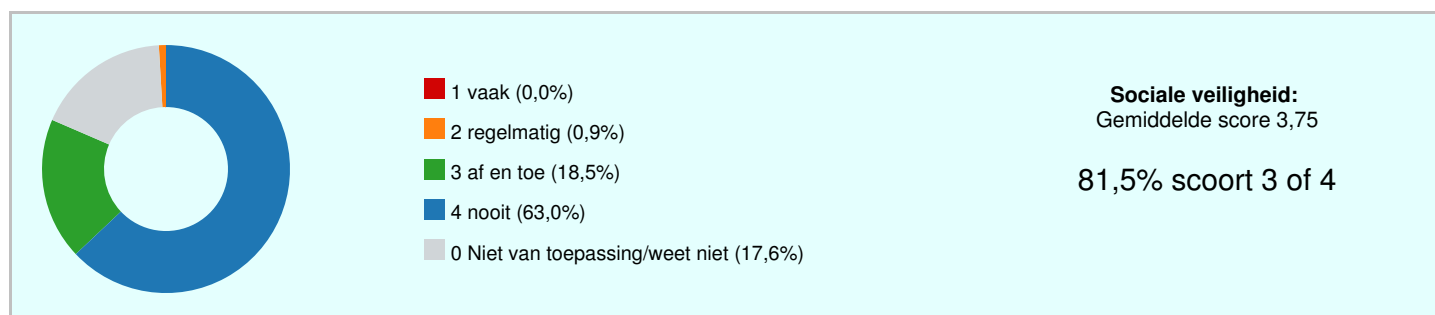 1 vaak (0,0%)
2 regelmatig (0,9%)
3 af en toe (18,5%)
4 nooit (63,0%)
0 Niet van toepassing/weet niet (17,6%)
Sociale veiligheid:
Gemiddelde score 3,75
81,5% scoort 3 of 4